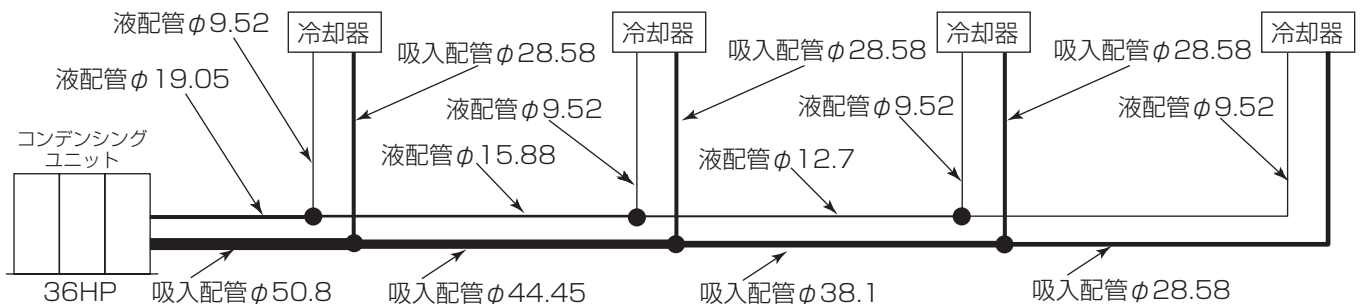 液配管φ9.52
冷却器
冷却器
冷却器
冷却器
吸入配管φ28.58
吸入配管φ28.58
吸入配管φ28.58
液配管φ19.05
液配管φ9.52
液配管φ9.52
液配管φ9.52
コンデンシング
ユニット
液配管φ15.88
液配管φ12.7
36HP
吸入配管φ50.8
吸入配管φ44.45
吸入配管φ38.1
吸入配管φ28.58